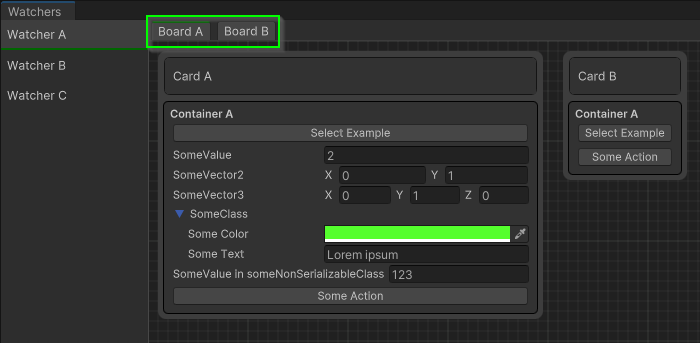 Watchers
Watcher A
Watcher B
Watcher C
Board A Board B
Card A
Container A
Select Example
SomeValue 2
SomeVector2 X 0 Y 1
SomeVector3 X 0 Y 1 Z 0
SomeClass
Some Color
Some Text Lorem ipsum
SomeValue in someNonSerializableClass 123
Some Action
Card B
Container A
Select Example
Some Action